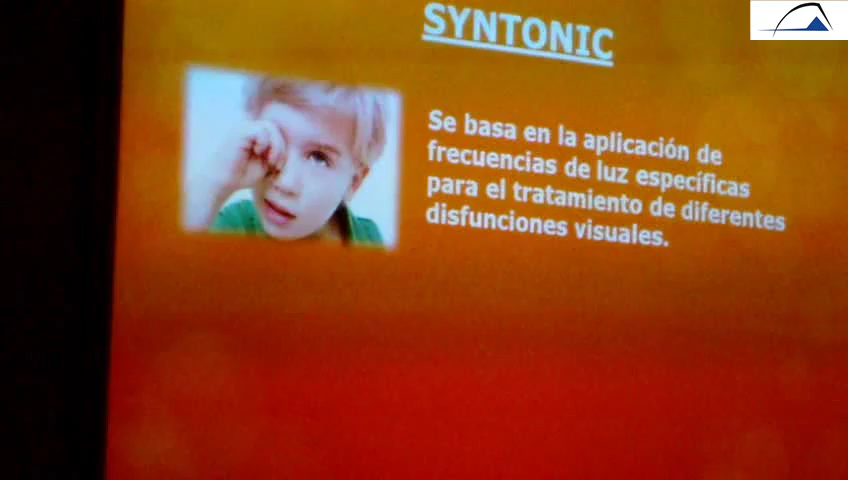 SYNTONIC
Se basa en la aplicación de
frecuencias de luz específicas
para el tratamiento de diferentes
disfunciones visuales.